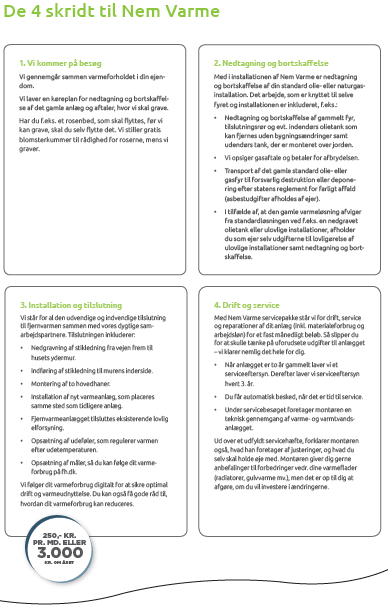 De 4 skridt til Nem Varme
1. Vi kommer på besøg
Vi gennemgår sammen varmeforholdet i din ejen-
dom.
Vi laver en køreplan for nedtagning og bortskaffel-
se af det gamle anlæg og aftaler, hvor vi skal grave.
Har du f.eks. et rosenbed, som skal flyttes, før vi
kan grave, skal du selv flytte det. Vi stiller gratis
blomsterkummer til rådighed for roserne, mens vi
graver.
2. Nedtagning og bortskaffelse
Med i installationen af Nem Varme er nedtagning
og bortskaffelse af din standard olie- eller naturgas-
installation. Det arbejde, som er knyttet til selve
fyret og installationen er inkluderet, f.eks.:
• Nedtagning og bortskaffelse af gammelt fyr,
tilslutningsrør og evt. indendørs olietank som
kan fjernes uden bygningsændringer samt
udendørs tank, der er monteret over jorden.
• Vi opsiger gasaftale og betaler for afbrydelsen.
• Transport af det gamle standard olie- eller
gasfyr til forsvarlig destruktion eller depone-
ring efter statens reglement for farligt affald
(asbestudgifter afholdes af ejer).
• I tilfælde af, at den gamle varmeløsning afviger
fra standardløsningen ved f.eks. en nedgravet
olietank eller ulovlige installationer, afholder
du som ejer selv udgifterne til lovligørelse af
ulovlige installationer samt nedtagning og bort-
skaffelse.
3. Installation og tilslutning
Vi står for al den udvendige og indvendige tilslutning
til fjernvarmen sammen med vores dygtige sam-
arbejdspartnere. Tilslutningen inkluderer:
• Nedgravning af stikledning fra vejen frem til
husets ydermur.
• Indføring af stikledning til murens inderside.
• Montering af to hovedhaner.
• Installation af nyt varmeanlæg, som placeres
samme sted som tidligere anlæg.
• Fjernvarmeanlægget tilsluttes eksisterende lovlig
elforsyning.
• Opsætning af udeføler, som regulerer varmen
efter udetemperaturen.
• Opsætning af måler, så du kan følge dit varme-
forbrug på fh.dk.
Vi følger dit varmeforbrug digitalt for at sikre optimal
drift og varmeudnyttelse. Du kan også få gode råd til,
hvordan dit varmeforbrug kan reduceres.
4. Drift og service
Med Nem Varme servicepakke står vi for drift, service
og reparationer af dit anlæg (inkl. materialeforbrug og
arbejdsløn) for et fast månedligt beløb. Så slipper du
for at skulle tænke på uforudsete udgifter til anlægget
– vi klarer nemlig det hele for dig.
• Når anlægget er to år gammelt laver vi et
serviceeftersyn. Derefter laver vi serviceeftersyn
hvert 3. år.
• Du får automatisk besked, når det er tid til service.
• Under servicebesøget foretager montøren en
teknisk gennemgang af varme- og varmtvands-
anlægget.
Ud over et udfyldt servicehæfte, forklarer montøren
også, hvad han foretager af justeringer, og hvad du
selv skal holde øje med. Montøren giver dig gerne
anbefalinger til forbedringer vedr. dine varmeflader
(radiatorer, gulvvarme mv.), men det er op til dig at
afgøre, om du vil investere i ændringerne.
250,- KR.
PR. MD. ELLER
3.000
KR. OM ÅRET